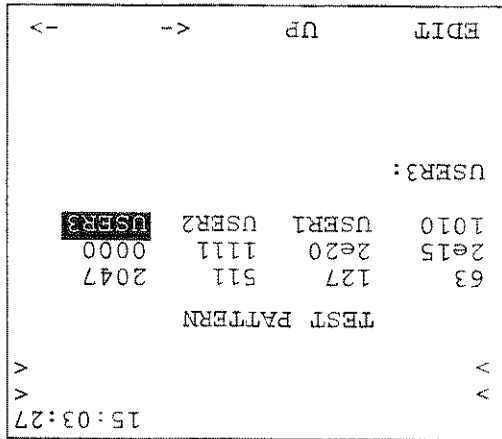 15:03:27
> <
> <
TEST PATTERN
63 127 511 2047
2e15 2e20 1111 0000
1010 USER1 USER2 USER3
USER3:
EDIT UP <- ->